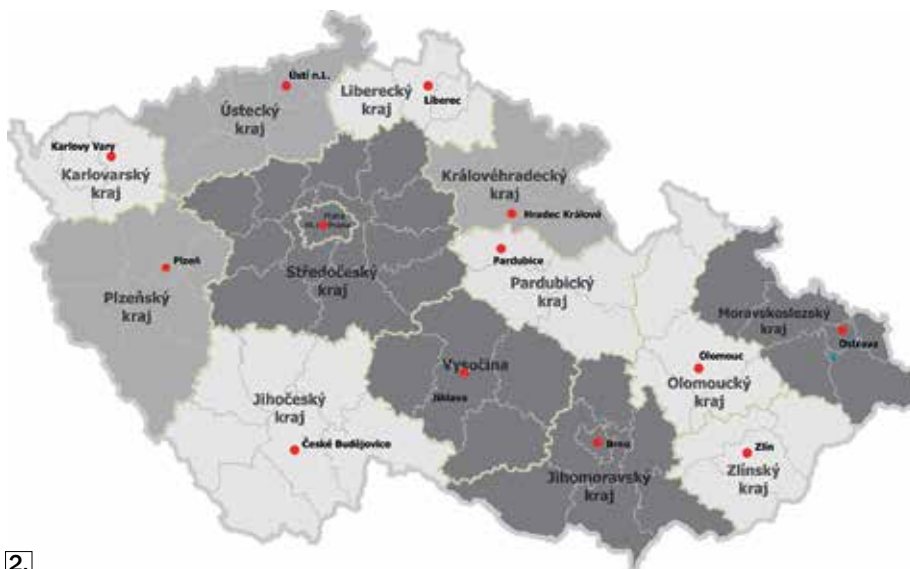 Ústí n.L.
Ústecký
kraj
Liberecký
kraj
Liberec
Karlovy Vary
Karlovarský
kraj
Královéhradecký
kraj
Hradec Králové
Praha
Středočeský
kraj
Plzeň
Plzeňský
kraj
Pardubice
Pardubický
kraj
Moravskoslezský
kraj
Ostrava
Vysočina
Jihlava
Olomouc
Olomoucký
kraj
Jihočeský
kraj
České Budějovice
Brno
Jihomoravský
kraj
Zlín
Zlínský
kraj
2.